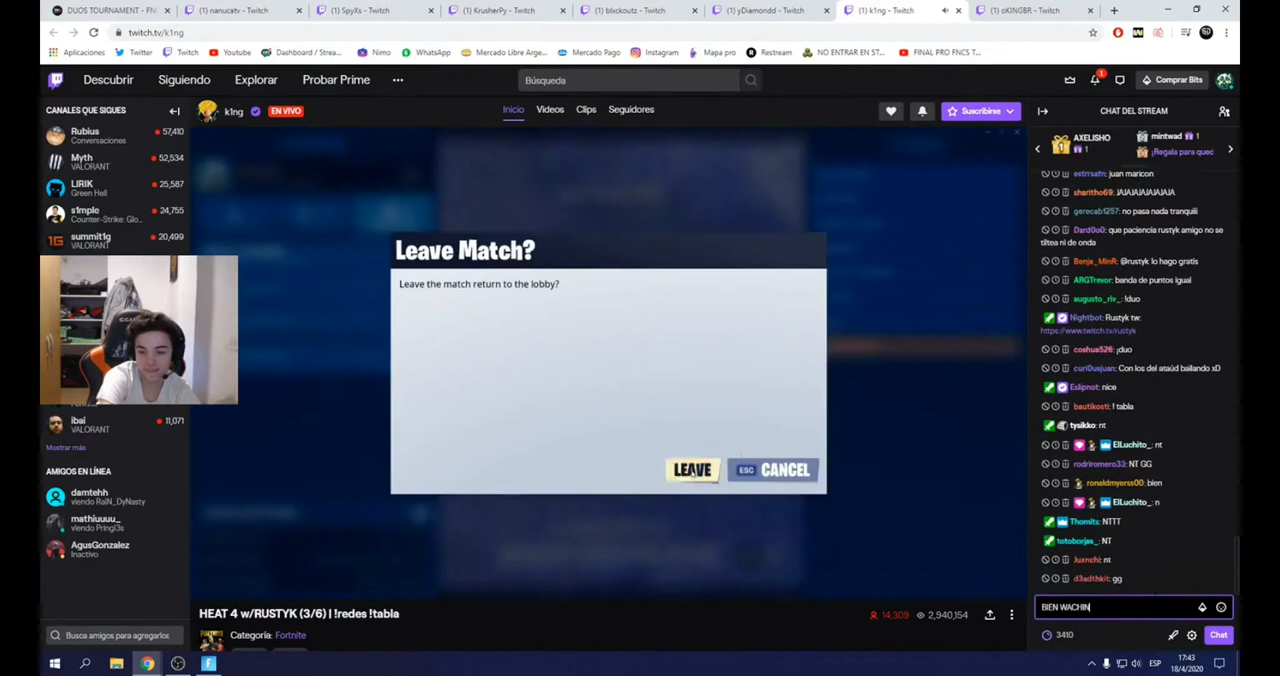 DUOS TOURNAMENT - FNC
(1) nanucatv - Twitch
(1) SpyXs - Twitch
(1) KrusherPy - Twitch
(1) blxckoutz - Twitch
(1) yDiamondd - Twitch
(1) k1ng - Twitch
(1) oKINGBR - Twitch
twitch.tv/k1ng
Aplicaciones
Twitter
Twitch
Youtube
Dashboard / Strea...
Nimo
WhatsApp
Mercado Libre Arge...
Mercado Pago
Instagram
Mapa pro
Restream
NO ENTRAR EN ST...
FINAL PRO FNCS T...
Descubrir
Siguiendo
Explorar
Probar Prime
Búsqueda
1
Comprar Bits
CANALES QUE SIGUES
Rubius
57,410
Conversaciones
Myth
52,534
VALORANT
LIRIK
25,587
Green Hell
s1mple
24,755
Counter-Strike: Glo...
summit1g
20,499
VALORANT
ibai
11,071
VALORANT
Mostrar más
AMIGOS EN LÍNEA
damtehh
viendo RaiN_DyNasty
mathiuuuu_
viendo Pringl3s
AgusGonzalez
Inactivo
Busca amigos para agregarlos
k1ng
EN VIVO
Inicio
Videos
Clips
Seguidores
Suscribirse
Leave Match?
Leave the match return to the lobby?
LEAVE
ESC CANCEL
HEAT 4 w/RUSTYK (3/6) | !redes !tabla
14,309
2,940,154
Categoría: Fortnite
CHAT DEL STREAM
AXELISHO
1
mintwad 1
¡Regala para quec
estrrsafn: juan maricon
sharitho69: JAJAJAJAJAJAJA
gerecab1257: no pasa nada tranquiii
Dard0o0: que paciencia rustyk amigo no se
tiltea ni de onda
Benja_MinR: @rustyk lo hago gratis
ARGTrevor: banda de puntos igual
augusto_riv_: !duo
Nightbot: Rustyk tw:
https://www.twitch.tv/rustyk
coshua526: ¡duo
curi0usjuan: Con los del ataúd bailando xD
Eslipnot: nice
bautikosti: ! tabla
tysikko: nt
ElLuchito_: nt
rodriromero33: NT GG
ronaldmyerss00: bien
ElLuchito_: n
Thomits: NTTT
totoborjas_: NT
Juxnchi: nt
d3adthkit: gg
BIEN WACHIN
3410
Chat
ESP
17:43
18/4/2020